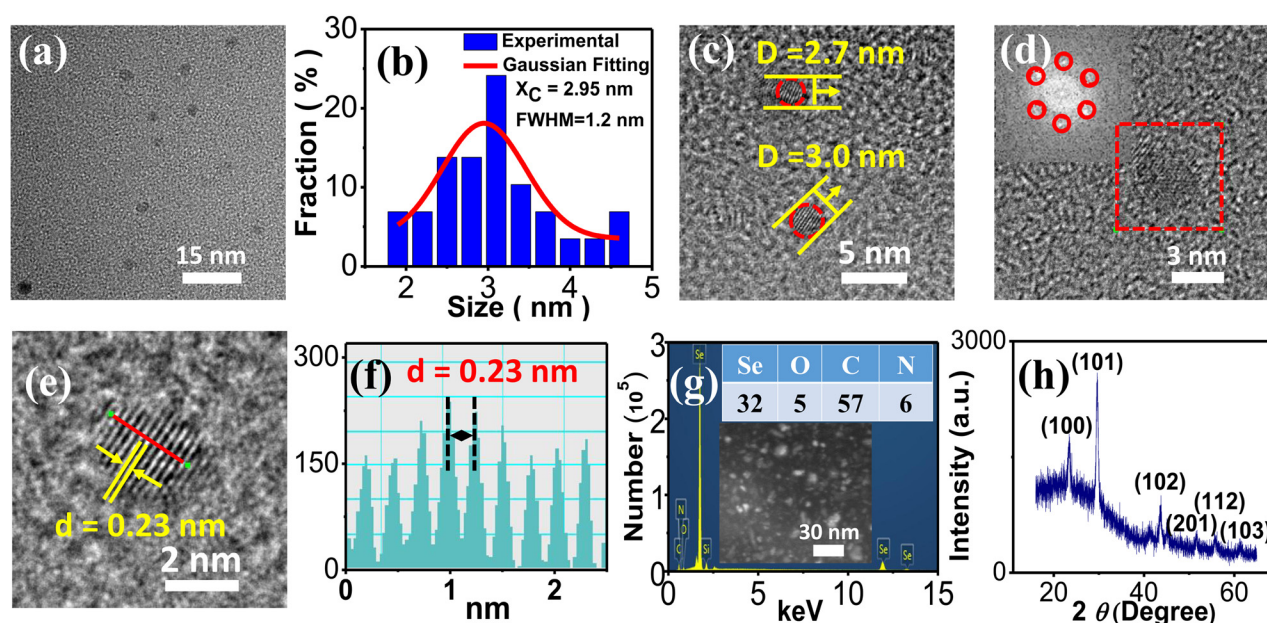 (a)
15 nm
30
20
10
0
Fraction ( % )
(b)
Experimental
Gaussian Fitting
X_C = 2.95 nm
FWHM=1.2 nm
2 3 4 5
Size ( nm )
(c)
D =2.7 nm
D =3.0 nm
5 nm
(d)
3 nm
(e)
d = 0.23 nm
2 nm
300
150
0
(f)
d = 0.23 nm
0 1 2
nm
3
2
1
0
Number (10⁵)
(g)
Se O C N
32 5 57 6
Se
N
O
C
Si
Se
Se
30 nm
0 5 10 15
keV
3000
0
Intensity (a.u.)
(h)
(101)
(100)
(102)
(112)
(201)
(103)
20 40 60
2 θ (Degree)